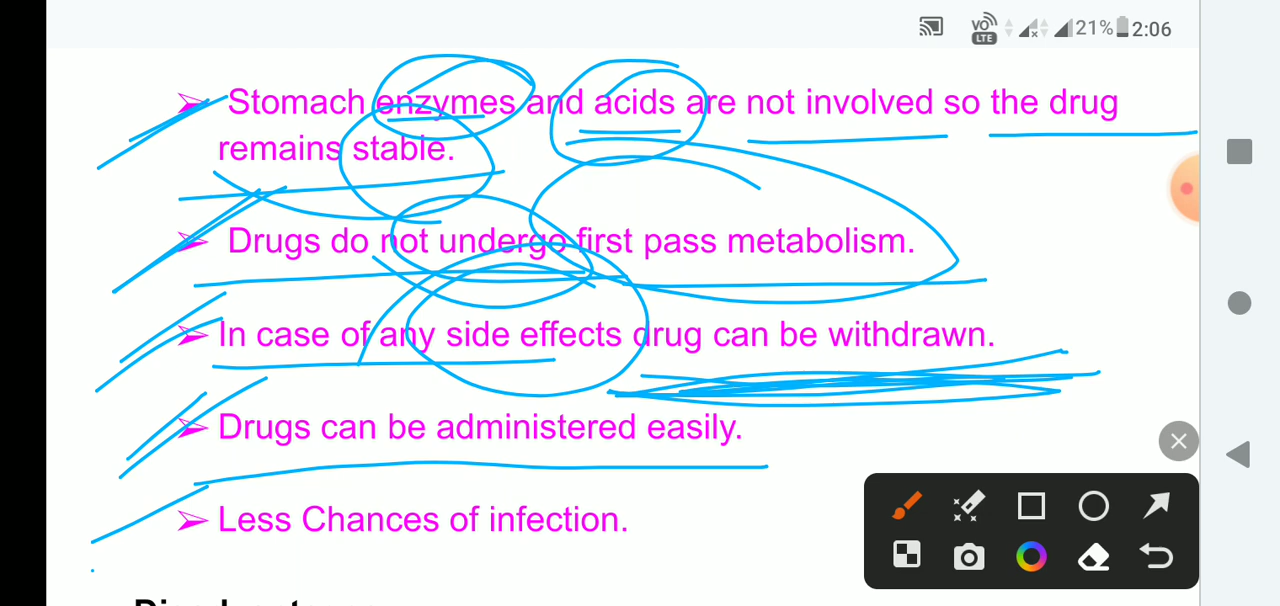 VO LTE 21% 2:06
➢ Stomach enzymes and acids are not involved so the drug
remains stable.
➢ Drugs do not undergo first pass metabolism.
➢ In case of any side effects drug can be withdrawn.
➢ Drugs can be administered easily.
➢ Less Chances of infection.